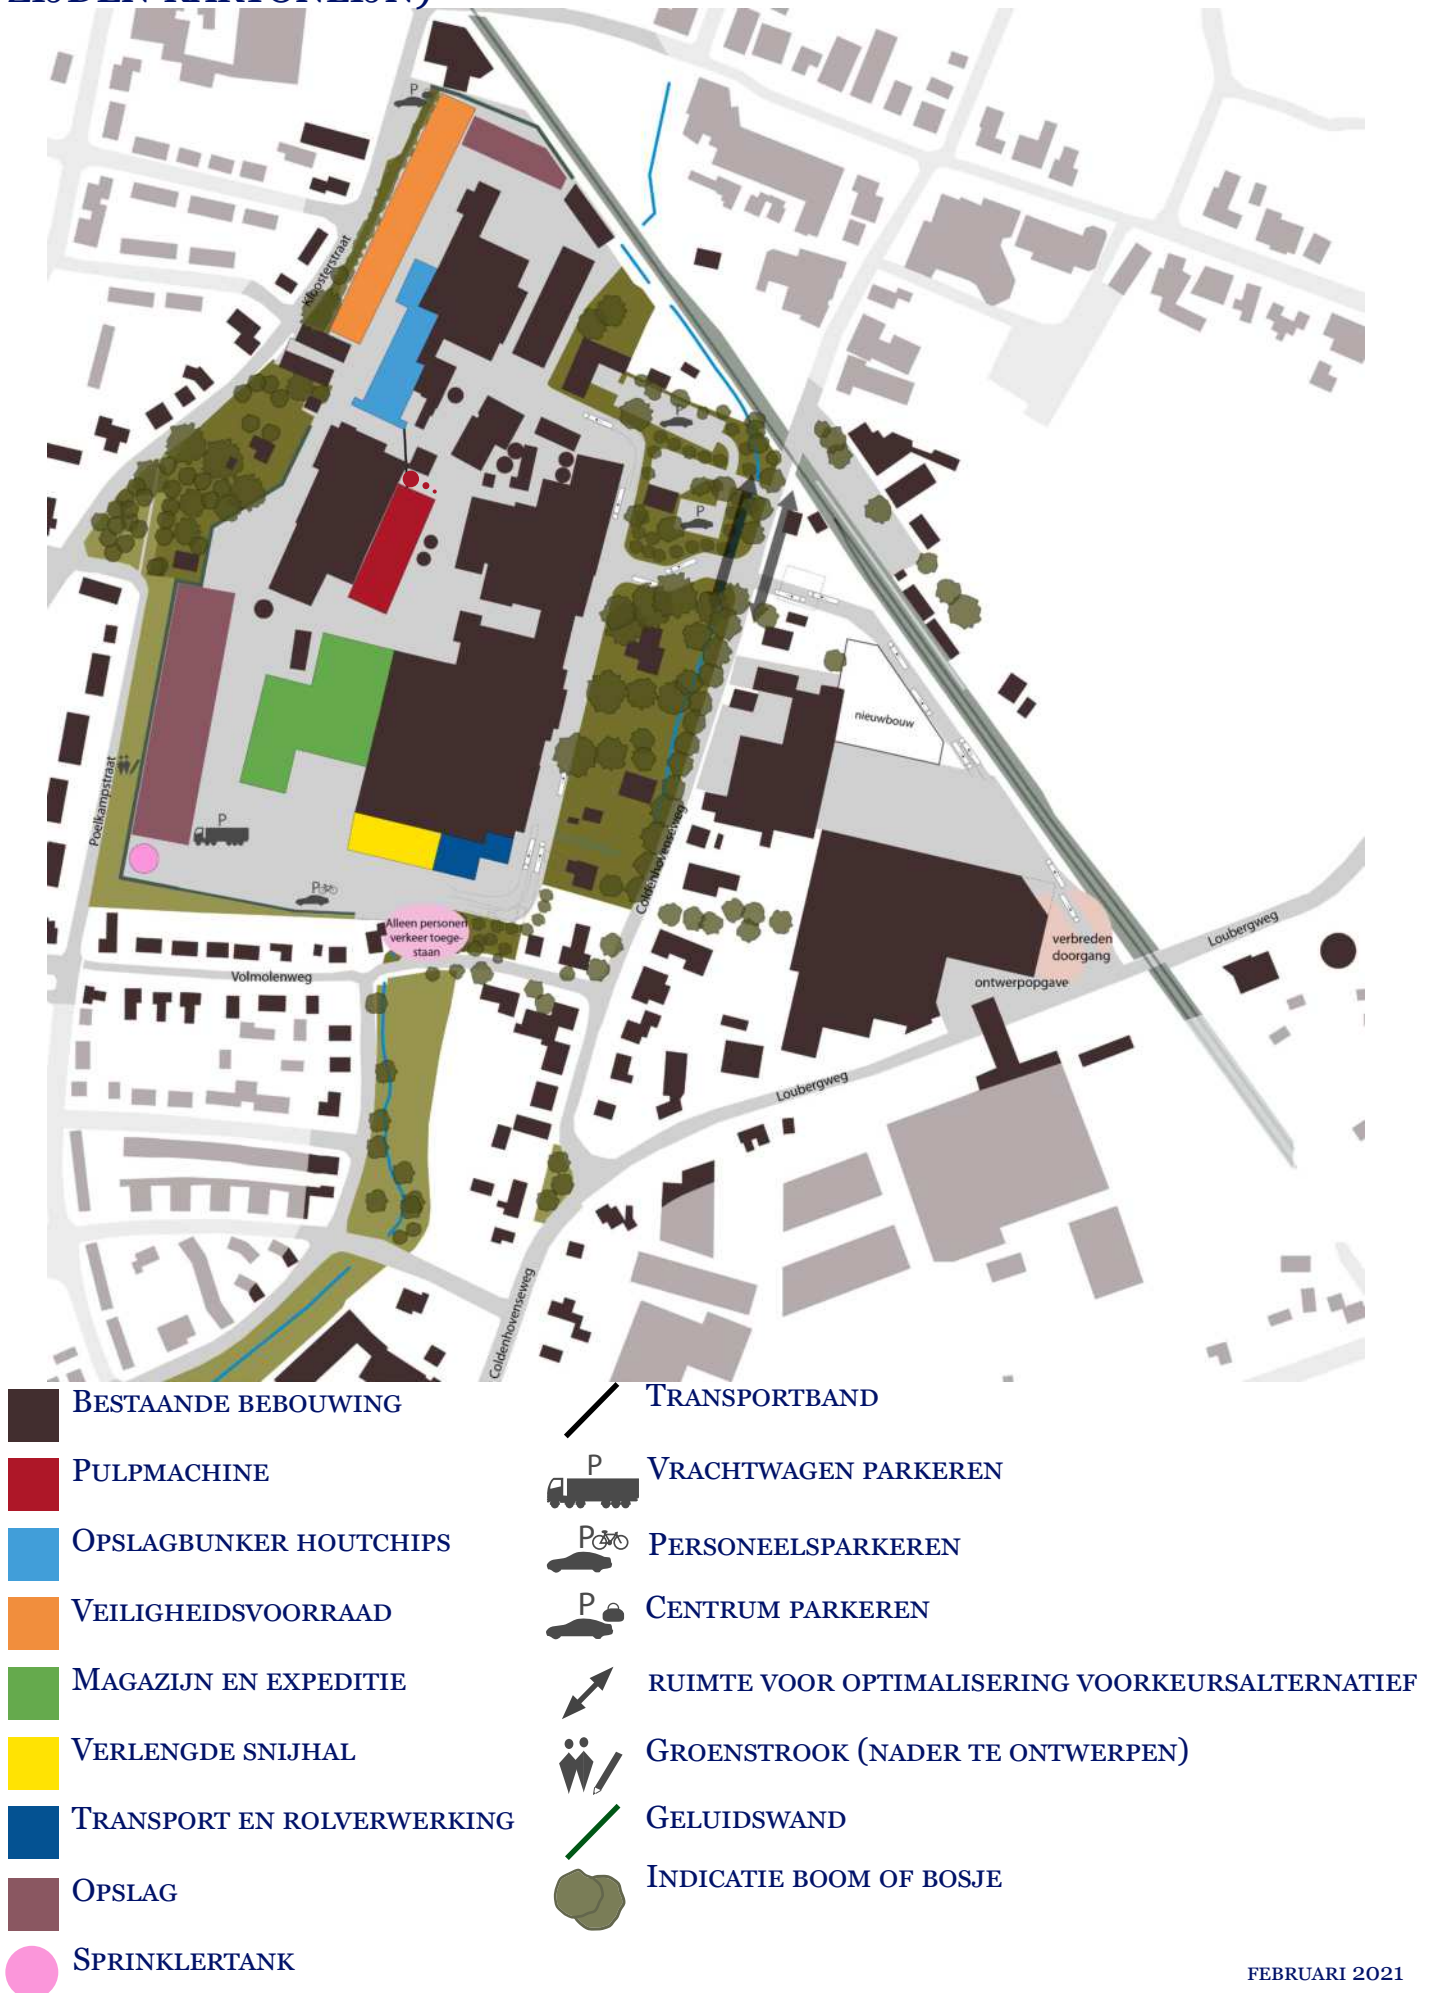 P
Kloosterstraat
P
P
nieuwbouw
Poelkampstraat
P
P
Coldenhovenseweg
Alleen personen
verkeer toege-
staan
verbreden
doorgang
ontwerpopgave
Loubergweg
Volmolenweg
Loubergweg
Coldenhovenseweg
Bestaande bebouwing
Pulpmachine
Opslagbunker houtchips
Veiligheidsvoorraad
Magazijn en expeditie
Verlengde snijhal
Transport en rolverwerking
Opslag
Sprinklertank
Transportband
P
Vrachtwagen parkeren
P
Personeelsparkeren
P
Centrum parkeren
ruimte voor optimalisering voorkeursalternatief
Groenstrook (nader te ontwerpen)
Geluidswand
Indicatie boom of bosje
februari 2021